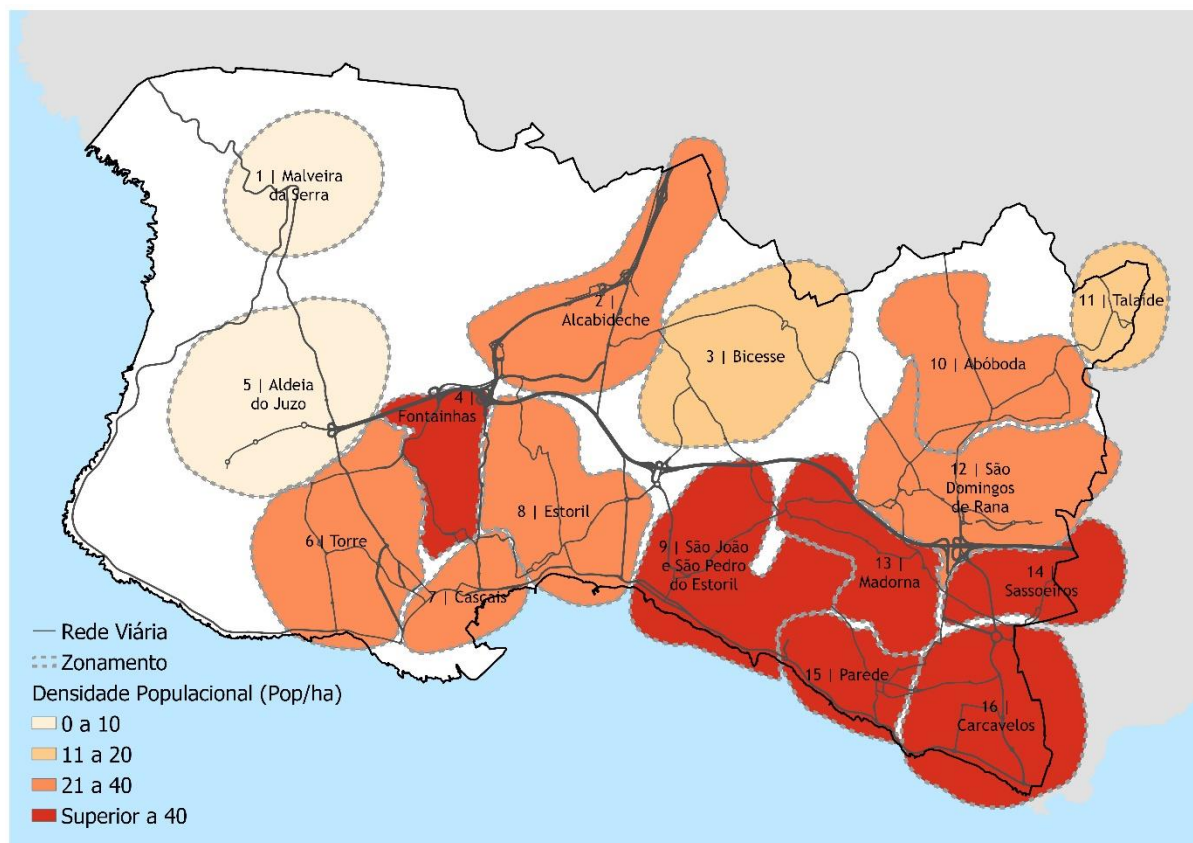 1 | Malveira
da Serra
2 |
Alcabideche
11 | Talaíde
3 | Bicesse
10 | Abóboda
5 | Aldeia
do Juzo
4 |
Fontainhas
12 | São
Domingos
de Rana
8 | Estoril
6 | Torre
9 | São João
e São Pedro
do Estoril
13 |
Madorna
14 |
Sassoeiros
7 | Cascais
15 | Parede
16 |
Carcavelos
Rede Viária
Zonamento
Densidade Populacional (Pop/ha)
0 a 10
11 a 20
21 a 40
Superior a 40